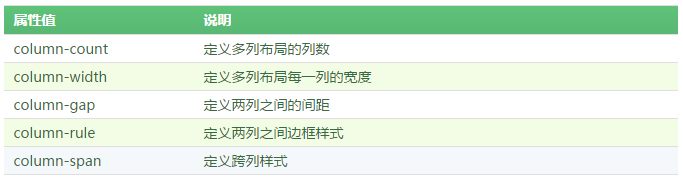 属性值 说明
column-count 定义多列布局的列数
column-width 定义多列布局每一列的宽度
column-gap 定义两列之间的间距
column-rule 定义两列之间边框样式
column-span 定义跨列样式